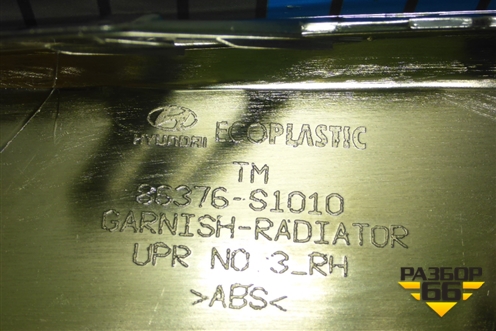 HYUNDAI ECOPLASTIC
TM
86376-S1010
GARNISH-RADIATOR
UPR NO 3_RH
>ABS<
РАЗБОР
66